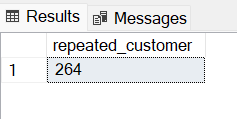 Results Messages
repeated_customer
1 264